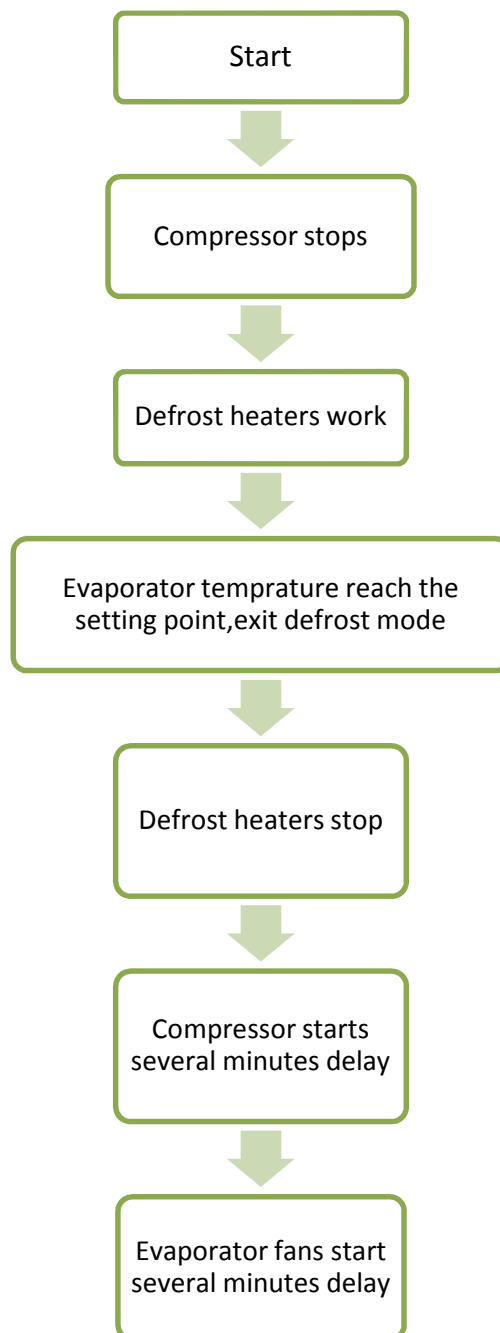 Start
Compressor stops
Defrost heaters work
Evaporator temprature reach the
setting point,exit defrost mode
Defrost heaters stop
Compressor starts
several minutes delay
Evaporator fans start
several minutes delay